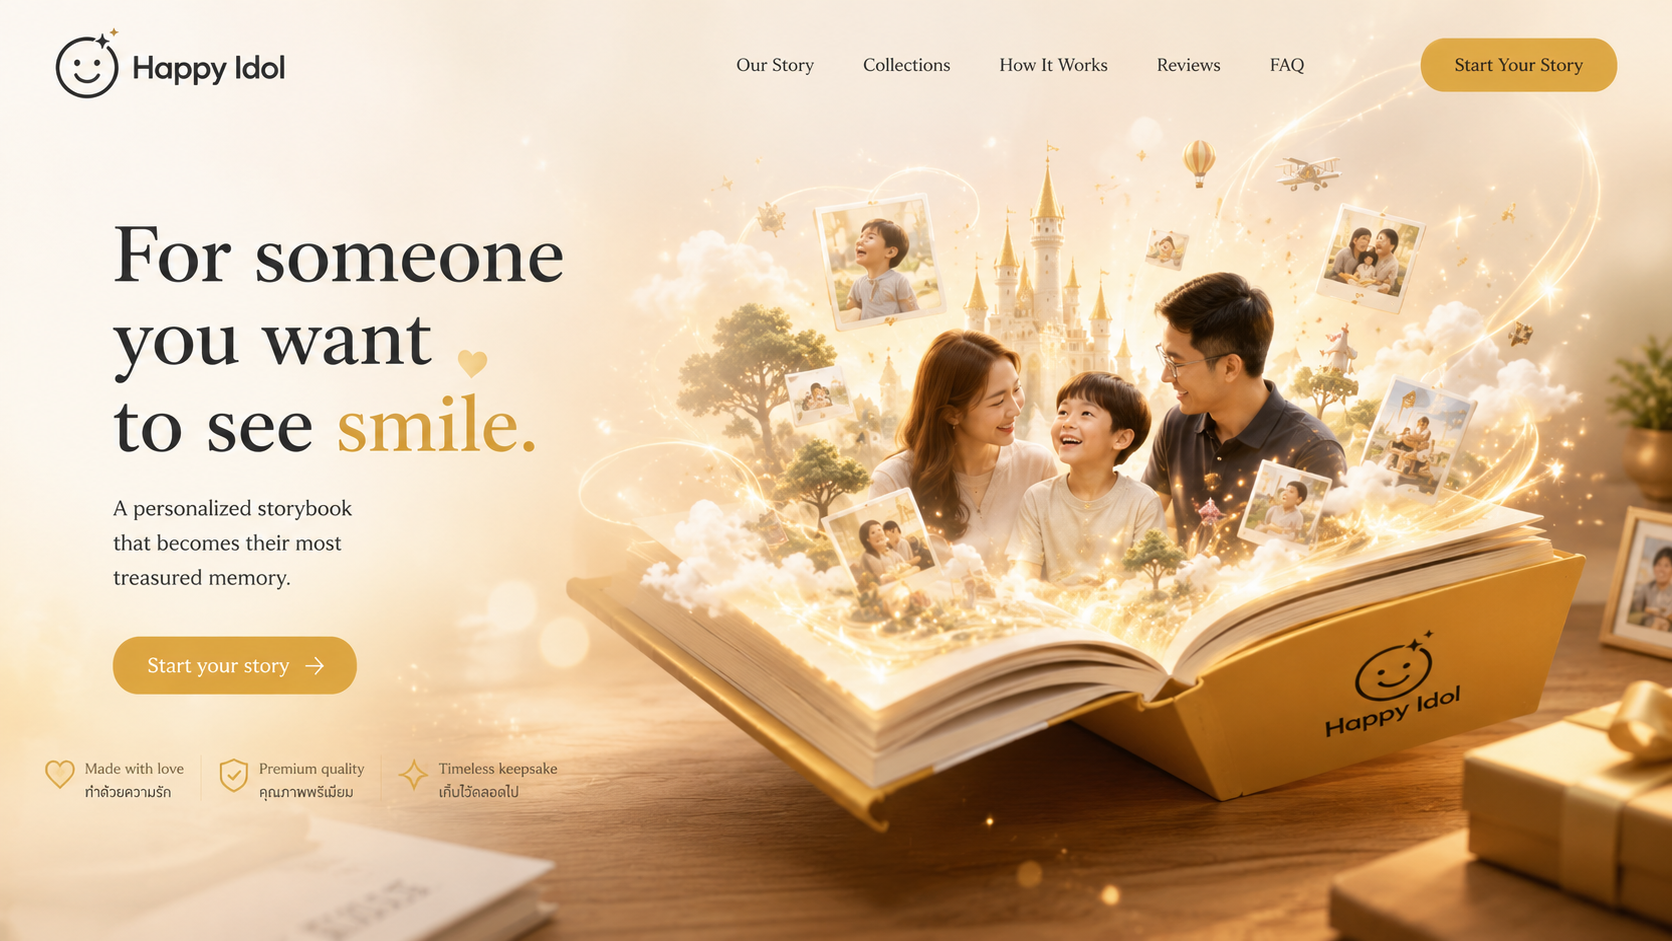 Happy Idol
Our Story
Collections
How It Works
Reviews
FAQ
Start Your Story
For someone
you want
to see smile.
A personalized storybook
that becomes their most
treasured memory.
Start your story
Made with love
ทำด้วยความรัก
Premium quality
คุณภาพพรีเมียม
Timeless keepsake
เก็บไว้ตลอดไป
Happy Idol